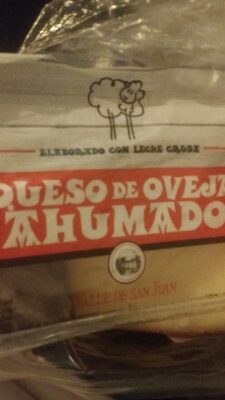 ELABORADO CON LECHE CRUDA
QUESO DE OVEJA
AHUMADO
VALLE DE SAN JUAN